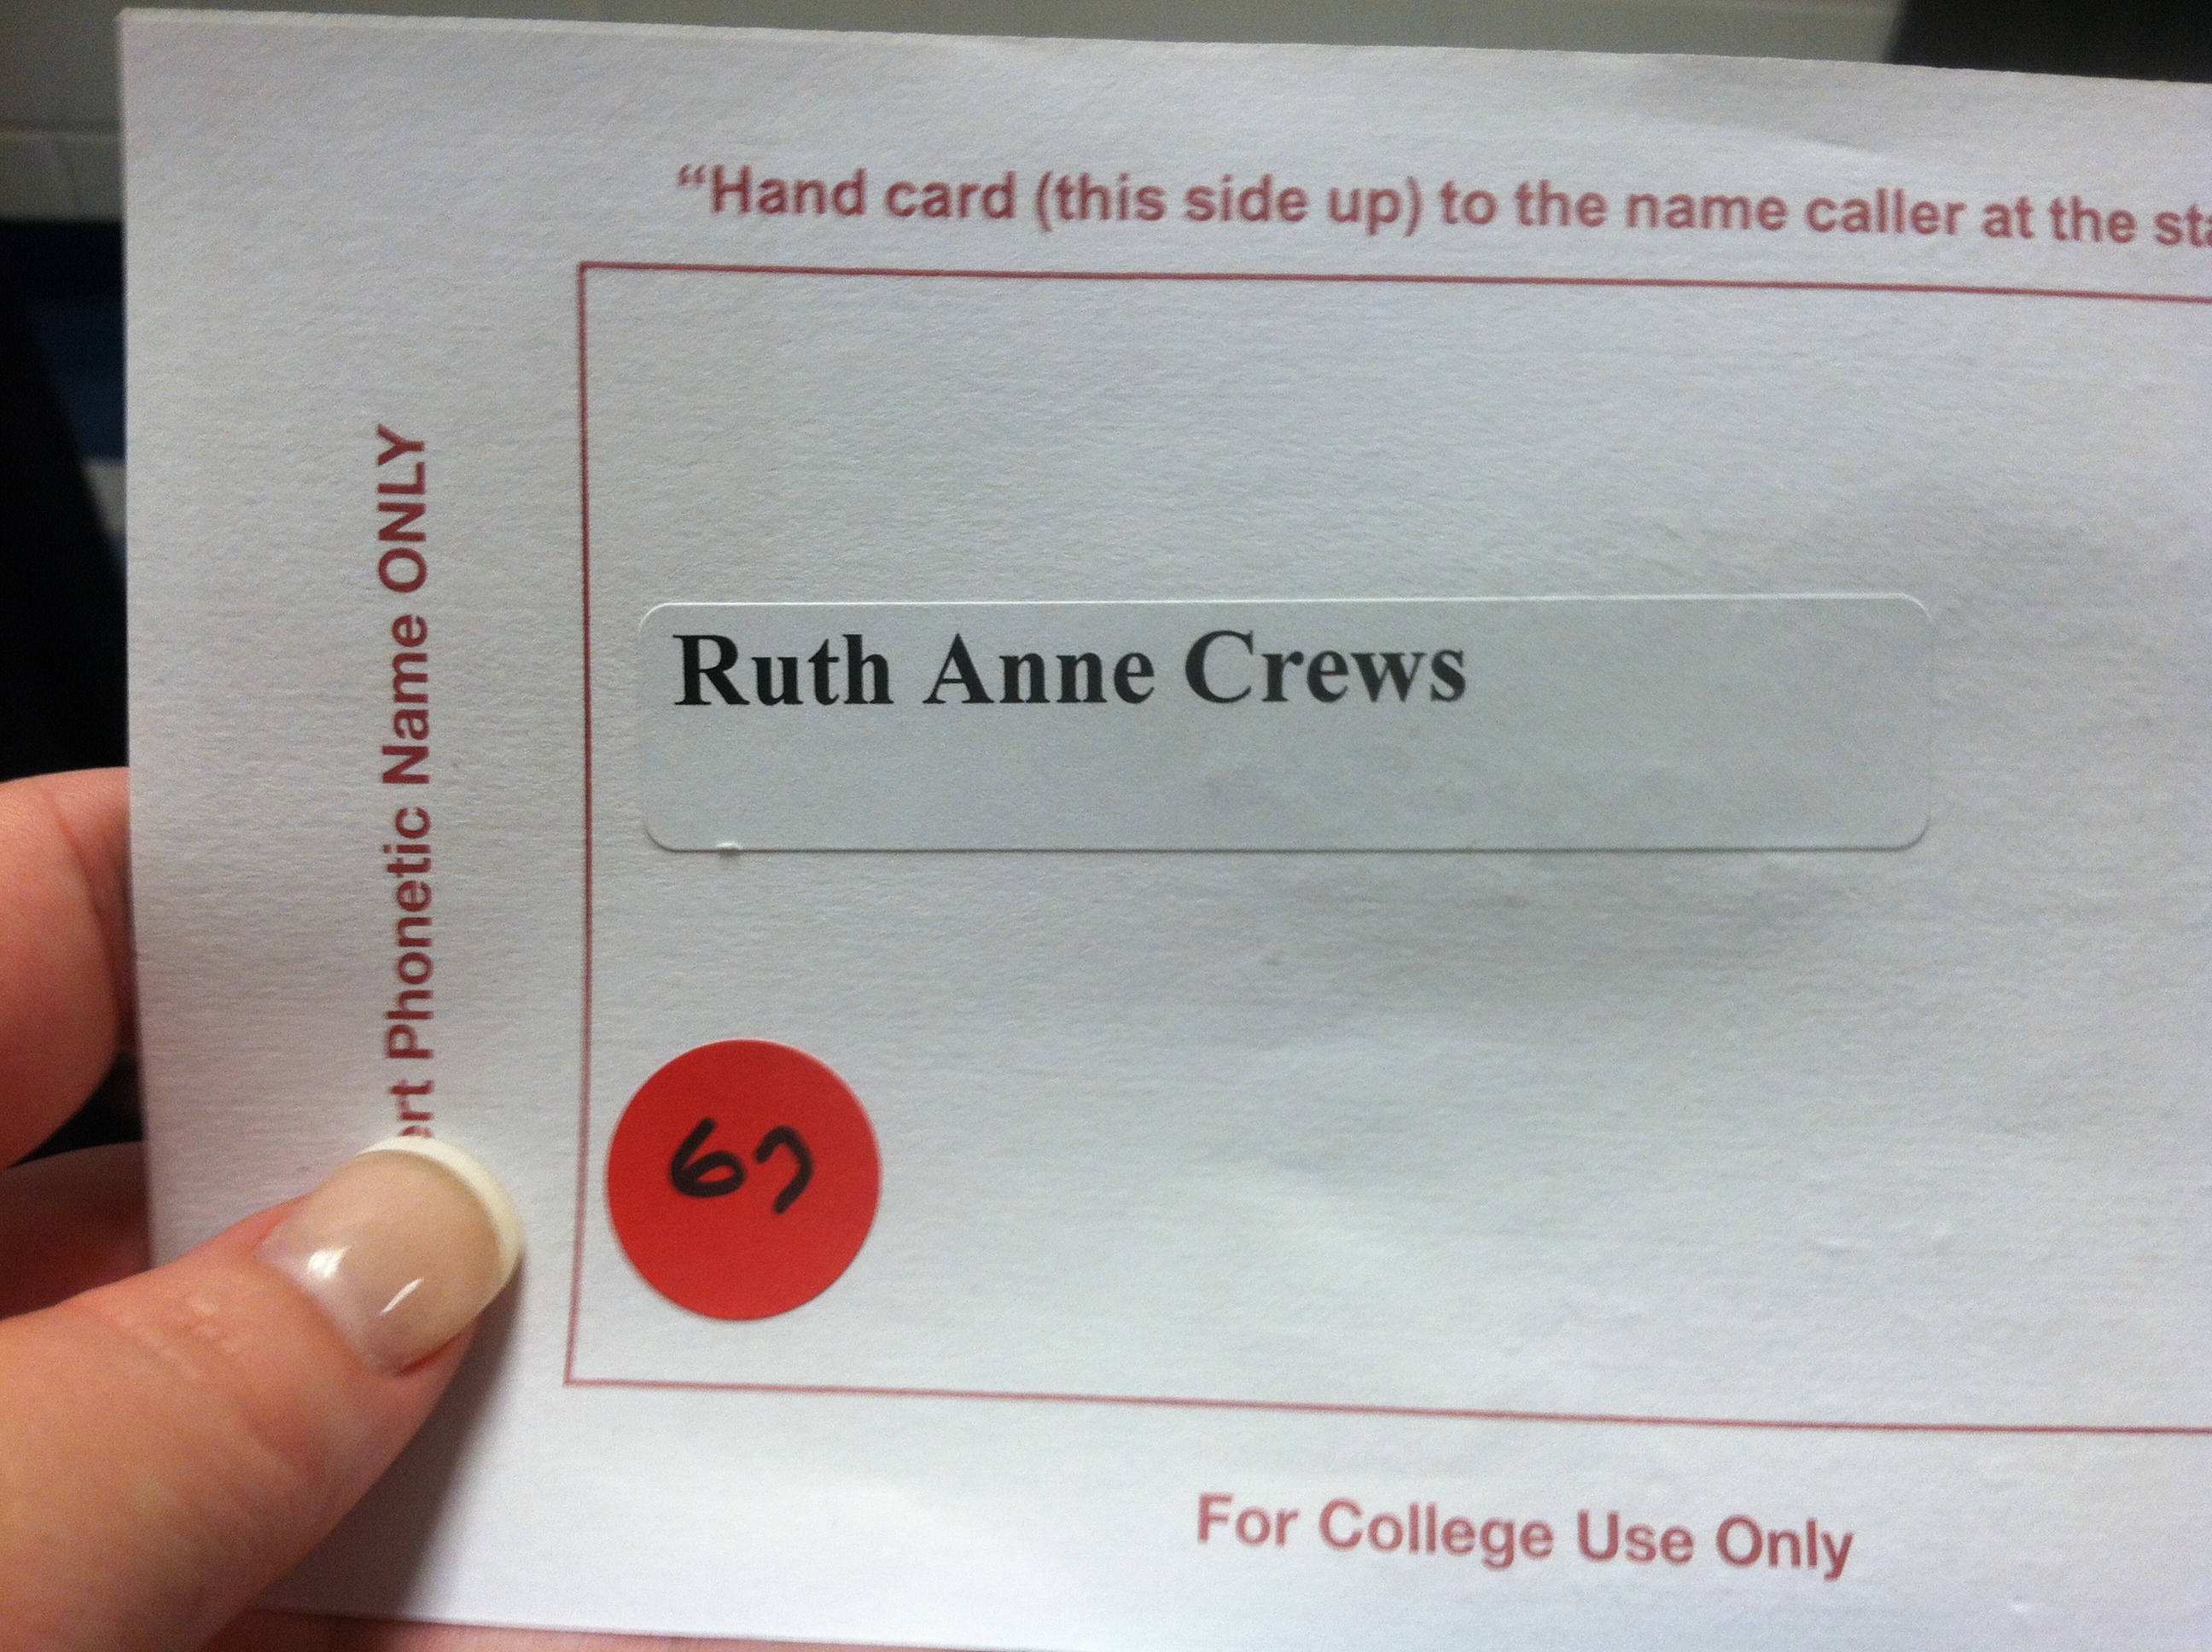 “Hand card (this side up) to the name caller at the
ert Phonetic Name ONLY
Ruth Anne Crews
67
For College Use Only